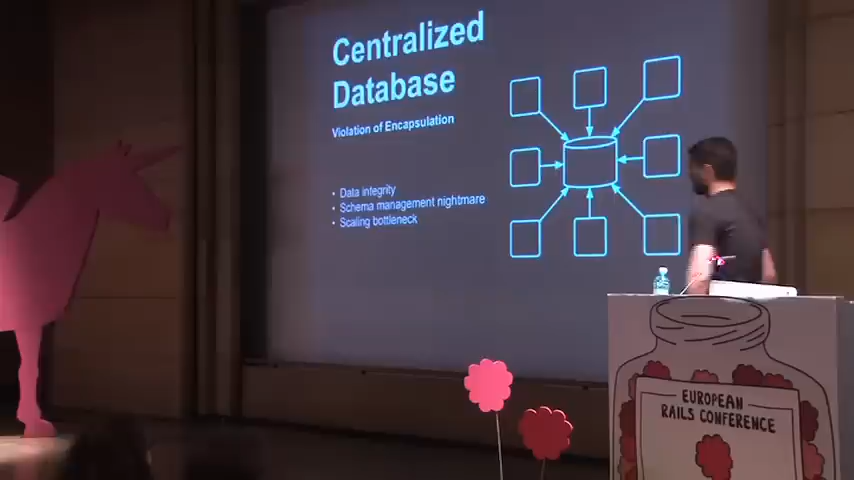 Centralized
Database
Violation of Encapsulation
• Data integrity
• Schema management nightmare
• Scaling bottleneck
EUROPEAN
RAILS CONFERENCE